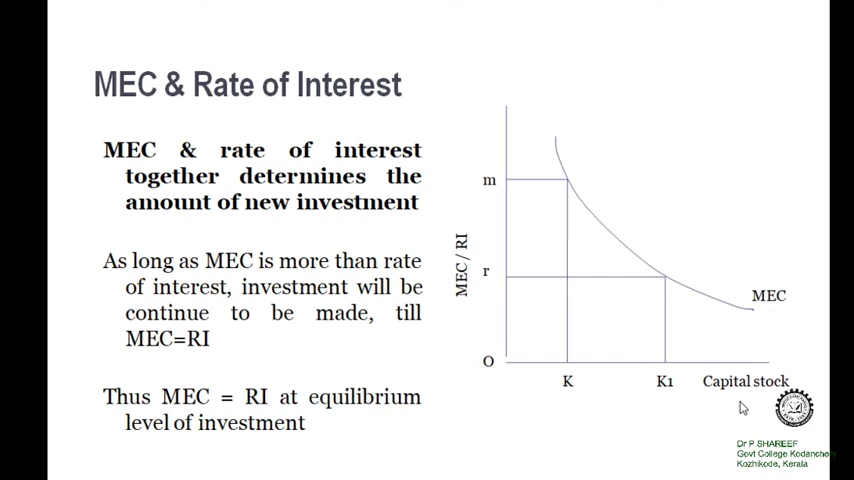 MEC & Rate of Interest
MEC & rate of interest
together determines the
amount of new investment
As long as MEC is more than rate
of interest, investment will be
continue to be made, till
MEC=RI
Thus MEC = RI at equilibrium
level of investment
m
r
O
MEC / RI
MEC
K
K1
Capital stock
Dr P SHAREEF
Govt College Kodanchery
Kozhikode, Kerala